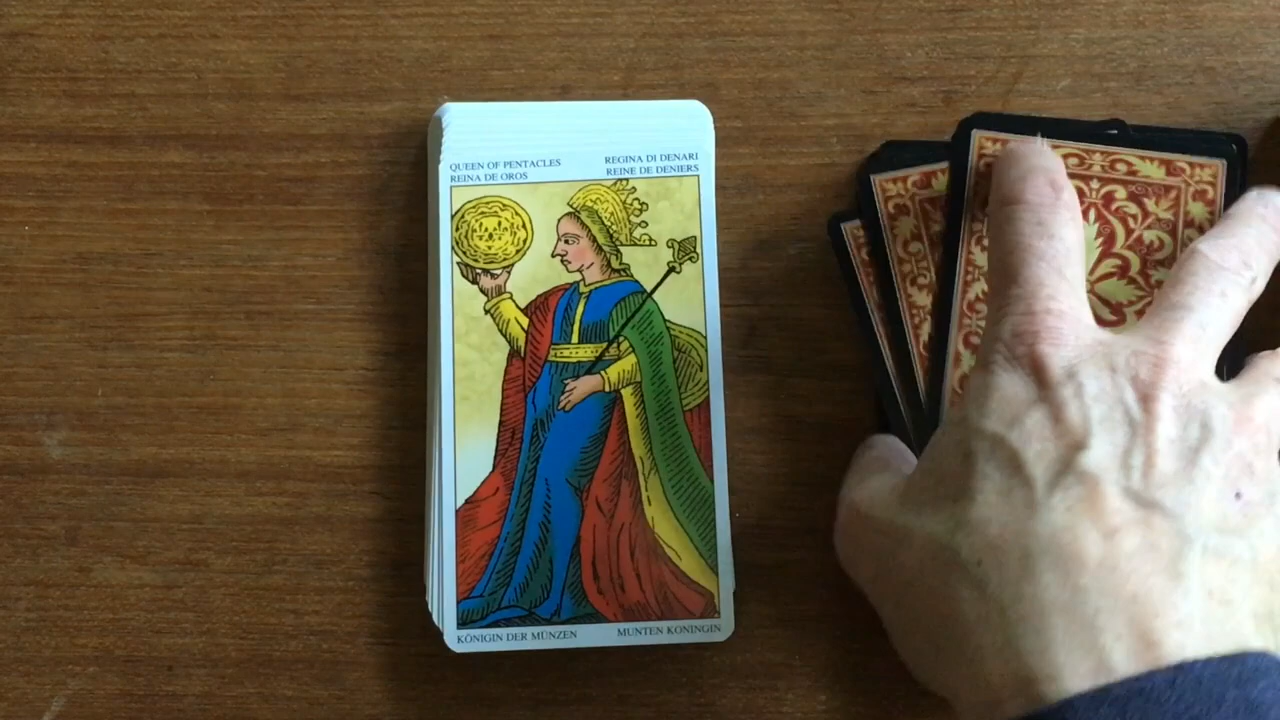 QUEEN OF PENTACLES
REINA DE OROS
REGINA DI DENARI
REINE DE DENIERS
KÖNIGIN DER MÜNZEN
MUNTEN KONINGIN